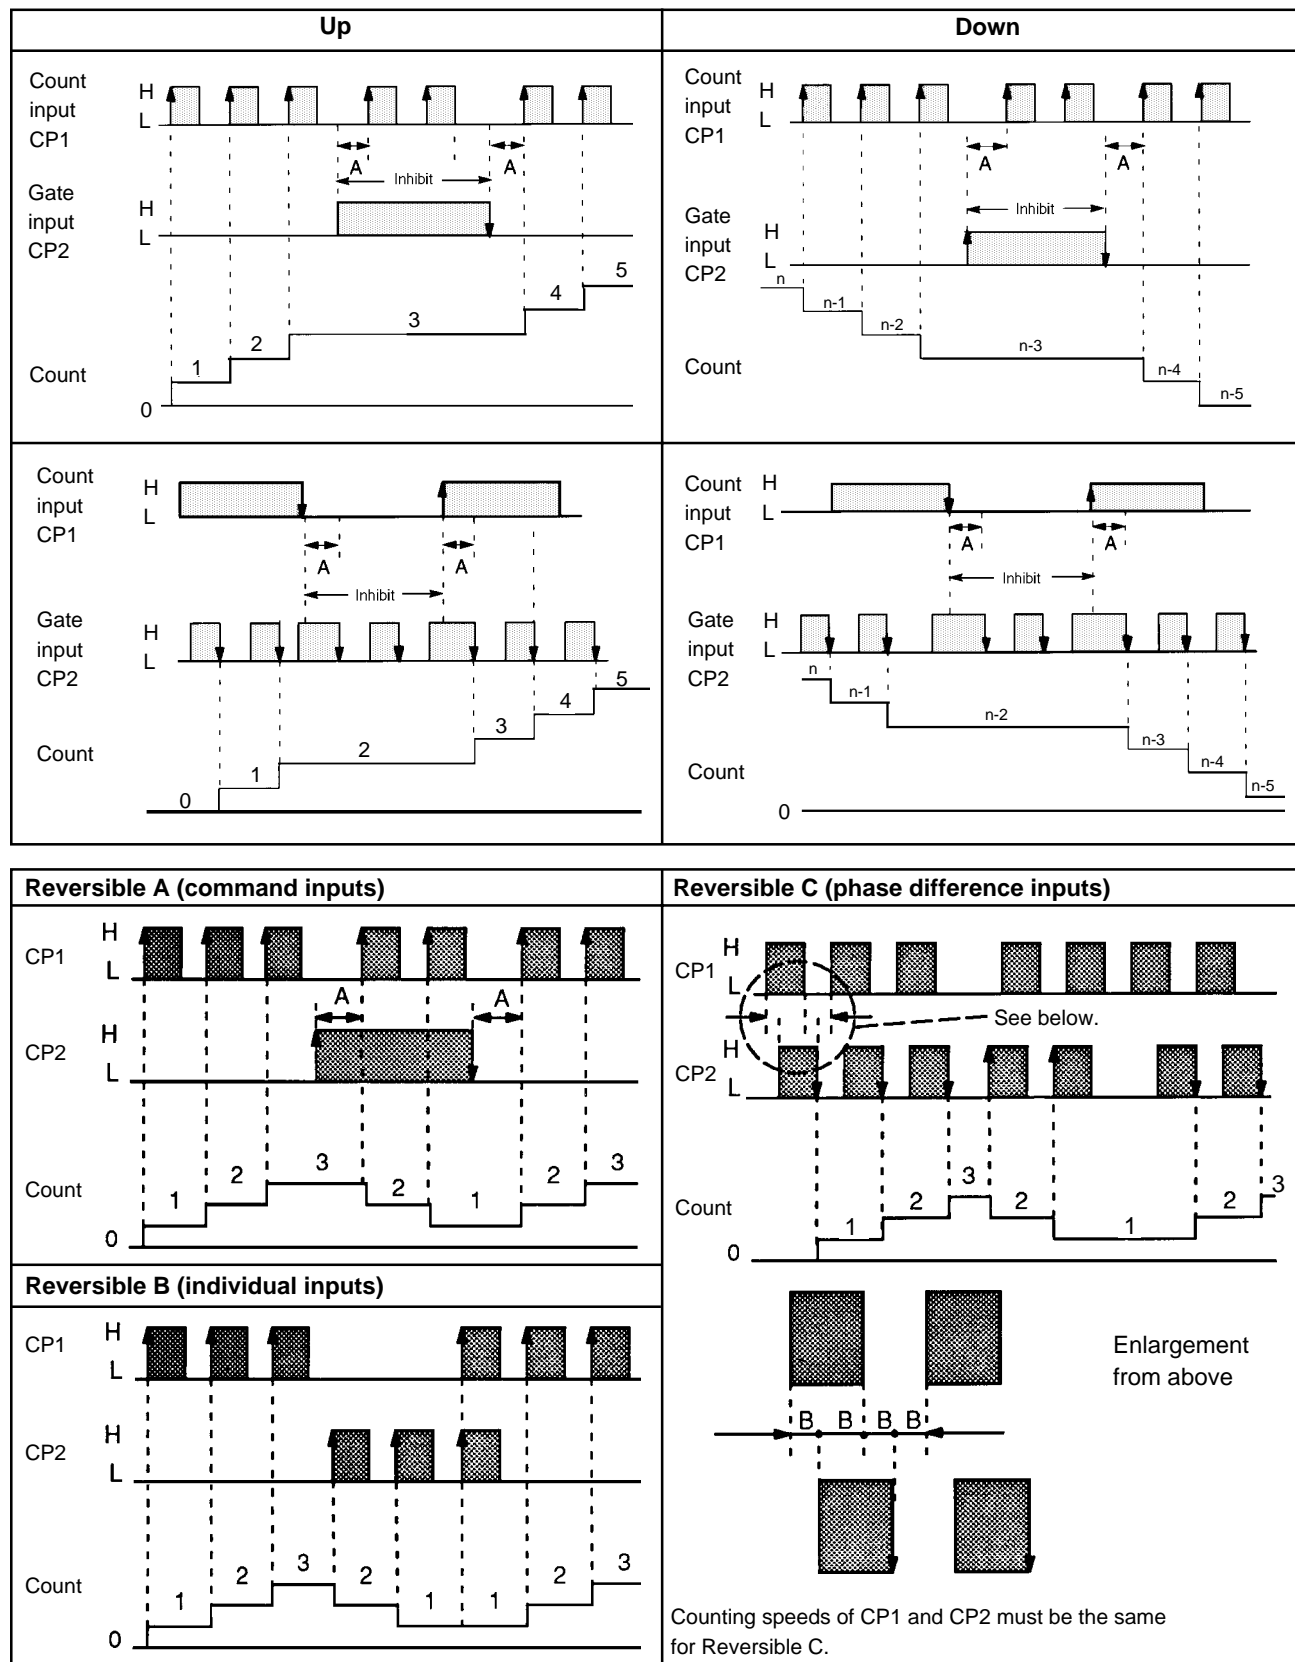 Up
Down
Count
input
CP1
H
L
A
A
Inhibit
Gate
input
CP2
H
L
5
4
3
2
1
Count
0
Count
input
CP1
H
L
A
A
Inhibit
Gate
input
CP2
H
L
n
n-1
n-2
n-3
n-4
n-5
Count
Count
input
CP1
H
L
A
A
Inhibit
Gate
input
CP2
H
L
5
4
3
2
1
0
Count
Count
input
CP1
H
L
A
A
Inhibit
Gate
input
CP2
H
L
n
n-1
n-2
n-3
n-4
n-5
Count
0
Reversible A (command inputs)
CP1
H
L
A
A
CP2
H
L
Count
1
2
3
2
1
2
3
0
Reversible B (individual inputs)
CP1
H
L
CP2
H
L
Count
1
2
3
2
1
1
2
3
0
Reversible C (phase difference inputs)
CP1
H
L
See below.
CP2
H
L
Count
1
2
3
2
1
2
3
0
Enlargement
from above
B B B B
Counting speeds of CP1 and CP2 must be the same
for Reversible C.